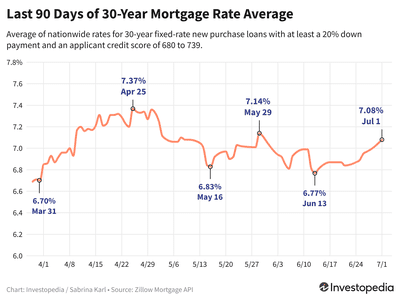 Last 90 Days of 30-Year Mortgage Rate Average
Average of nationwide rates for 30-year fixed-rate new purchase loans with at least a 20% down
payment and an applicant credit score of 680 to 739.
7.8%
7.6
7.4
7.2
7.0
6.8
6.6
6.4
6.2
6.0
6.70%
Mar 31
7.37%
Apr 25
6.83%
May 16
7.14%
May 29
6.77%
Jun 13
7.08%
Jul 1
4/1 4/8 4/15 4/22 4/29 5/6 5/13 5/20 5/27 6/3 6/10 6/17 6/24 7/1
Chart: Investopedia / Sabrina Karl • Source: Zillow Mortgage API
Investopedia